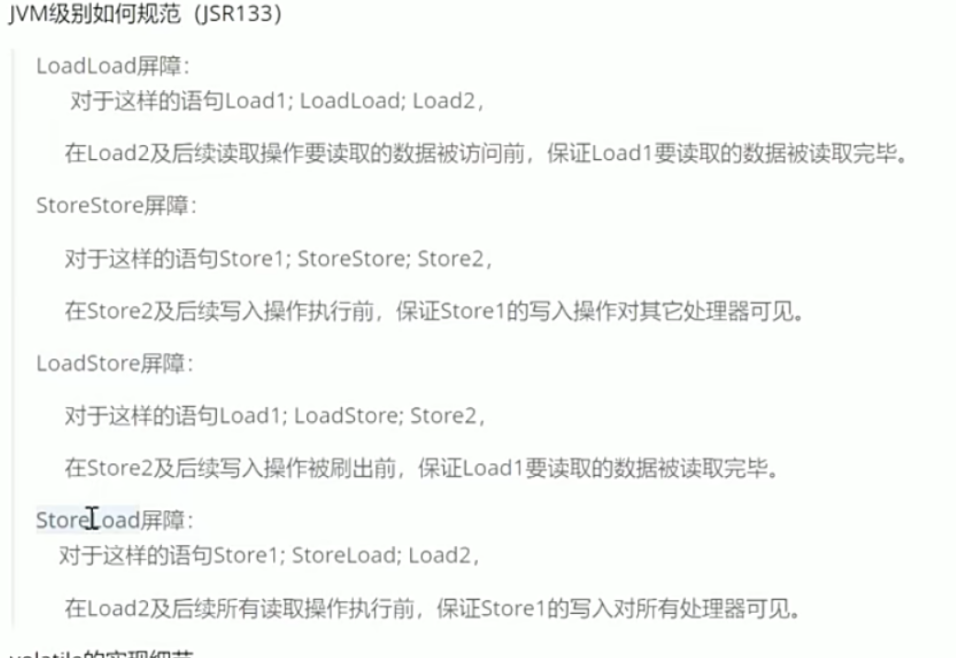 JVM级别如何规范（JSR133）
LoadLoad屏障：
对于这样的语句Load1; LoadLoad; Load2，
在Load2及后续读取操作要读取的数据被访问前，保证Load1要读取的数据被读取完毕。
StoreStore屏障：
对于这样的语句Store1; StoreStore; Store2，
在Store2及后续写入操作执行前，保证Store1的写入操作对其它处理器可见。
LoadStore屏障：
对于这样的语句Load1; LoadStore; Store2，
在Store2及后续写入操作被刷出前，保证Load1要读取的数据被读取完毕。
StoreLoad屏障：
对于这样的语句Store1; StoreLoad; Load2，
在Load2及后续所有读取操作执行前，保证Store1的写入对所有处理器可见。
volatile的实现细节